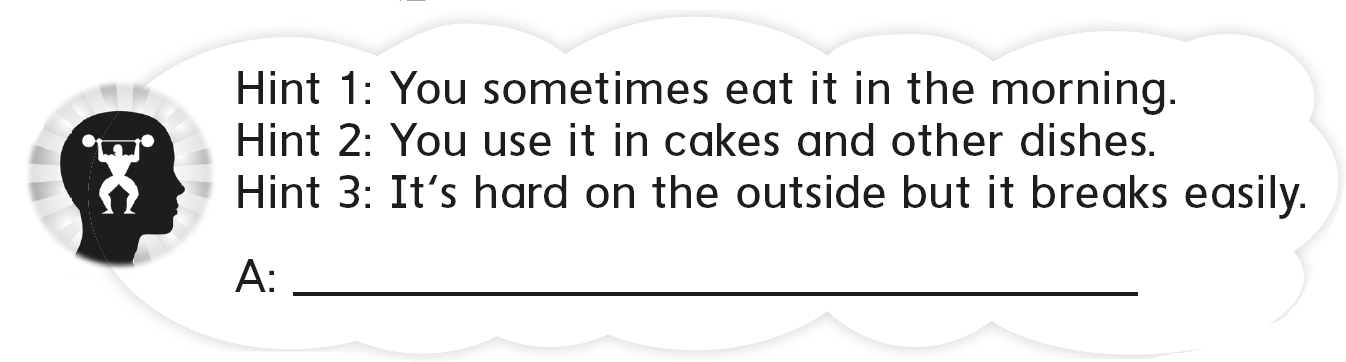 Hint 1: You sometimes eat it in the morning.
Hint 2: You use it in cakes and other dishes.
Hint 3: It‘s hard on the outside but it breaks easily.
A: